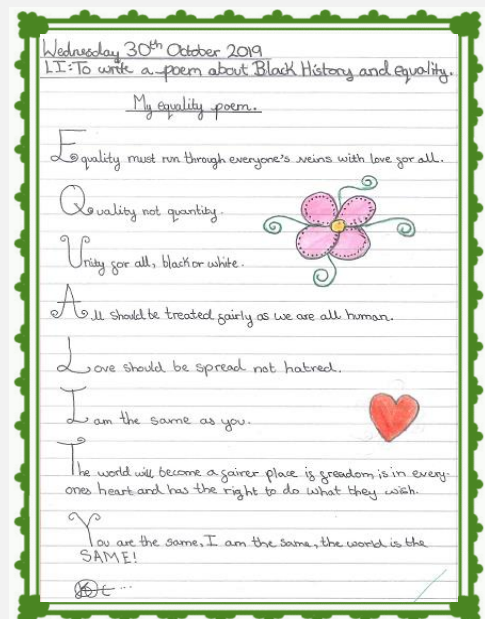 Wednesday 30th October 2019
LI: To write a poem about Black History and equality.
My equality poem.
Equality must run through everyone's veins with love for all.
Quality not quantity.
Unity for all, black or white.
All should be treated fairly as we are all human.
Love should be spread not hatred.
I am the same as you.
The world will become a fairer place if freadom is in every-
ones heart and has the right to do what they wish.
You are the same, I am the same, the world is the
SAME!